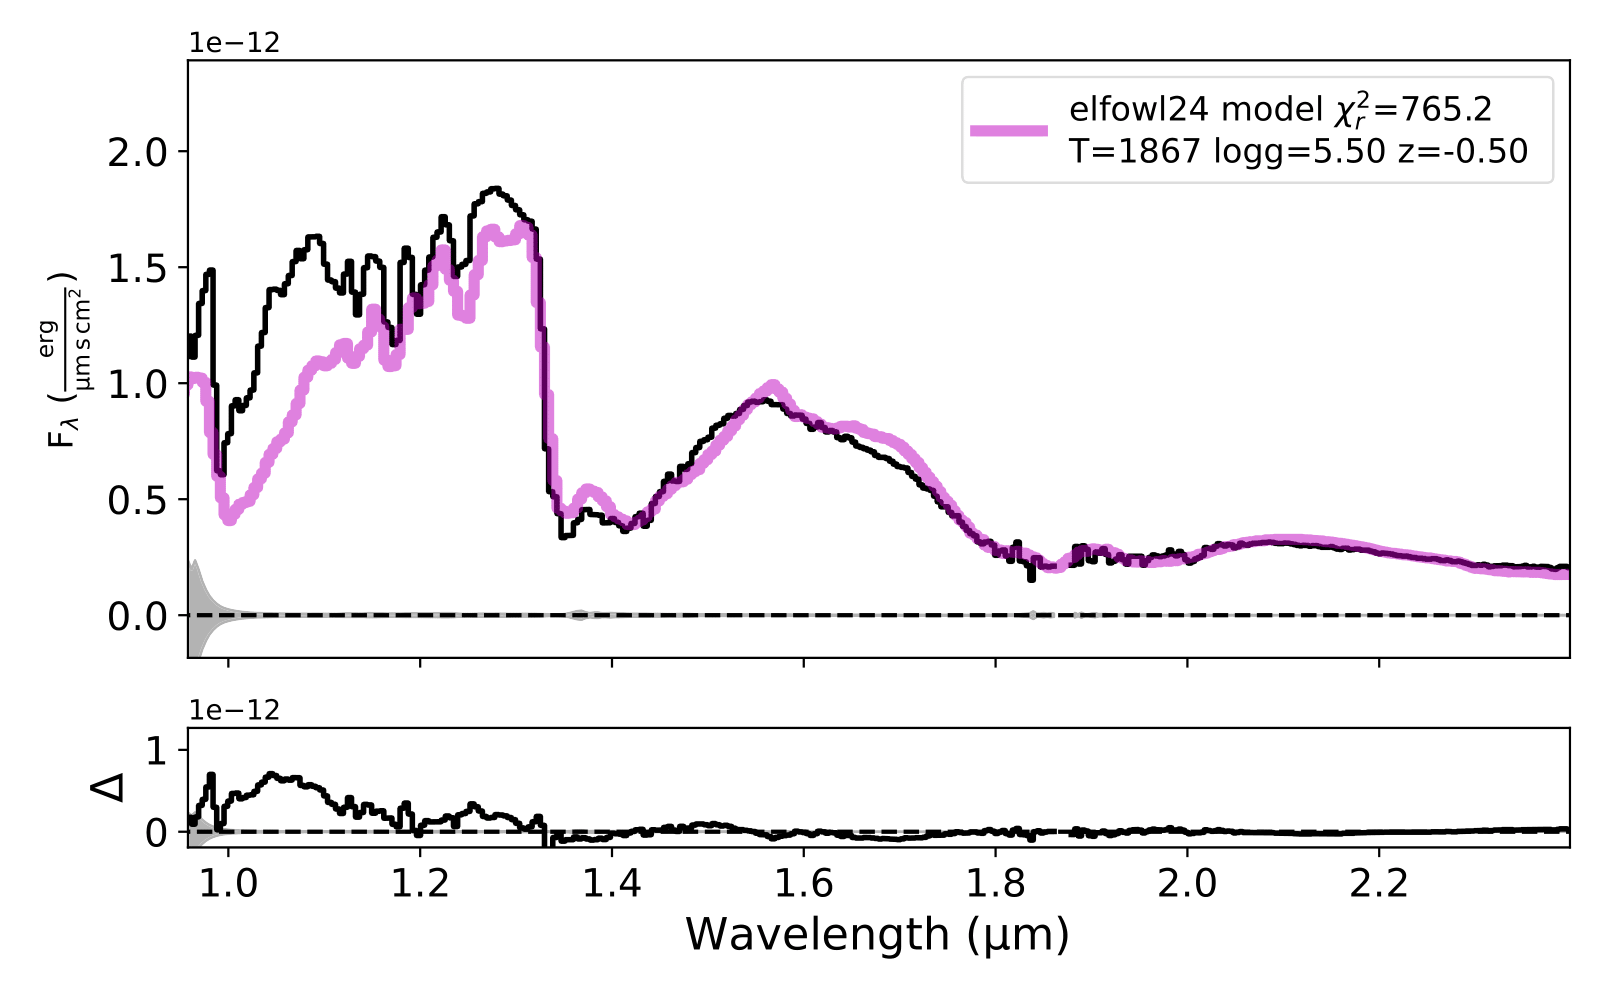 1e−12
elfowl24 model χ²ᵣ=765.2
T=1867 logg=5.50 z=-0.50
F_λ (erg / μm s cm²)
2.0
1.5
1.0
0.5
0.0
1e−12
Δ
1
0
1.0 1.2 1.4 1.6 1.8 2.0 2.2
Wavelength (μm)